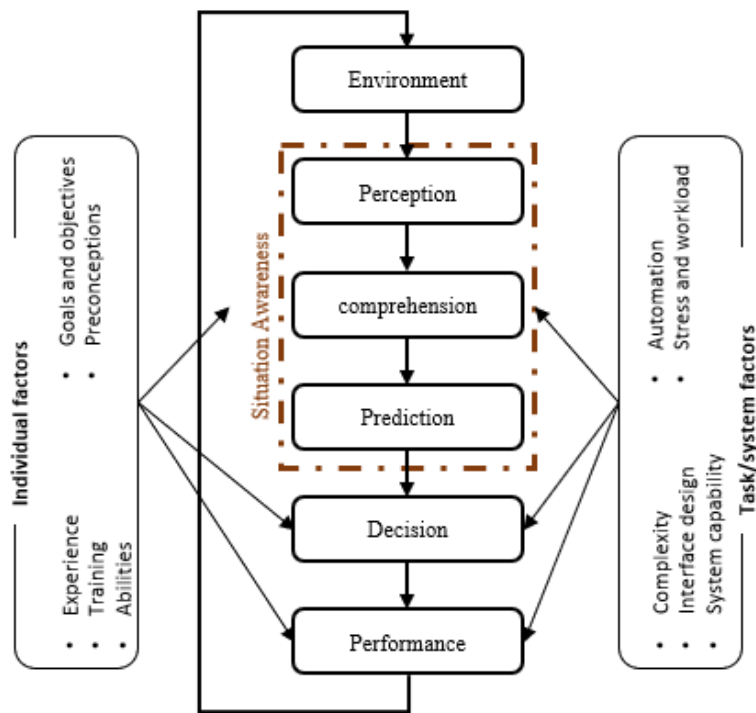 Environment
Perception
comprehension
Prediction
Situation Awareness
Decision
Performance
Individual factors
• Goals and objectives
• Preconceptions
• Experience
• Training
• Abilities
Task/system factors
• Automation
• Stress and workload
• Complexity
• Interface design
• System capability